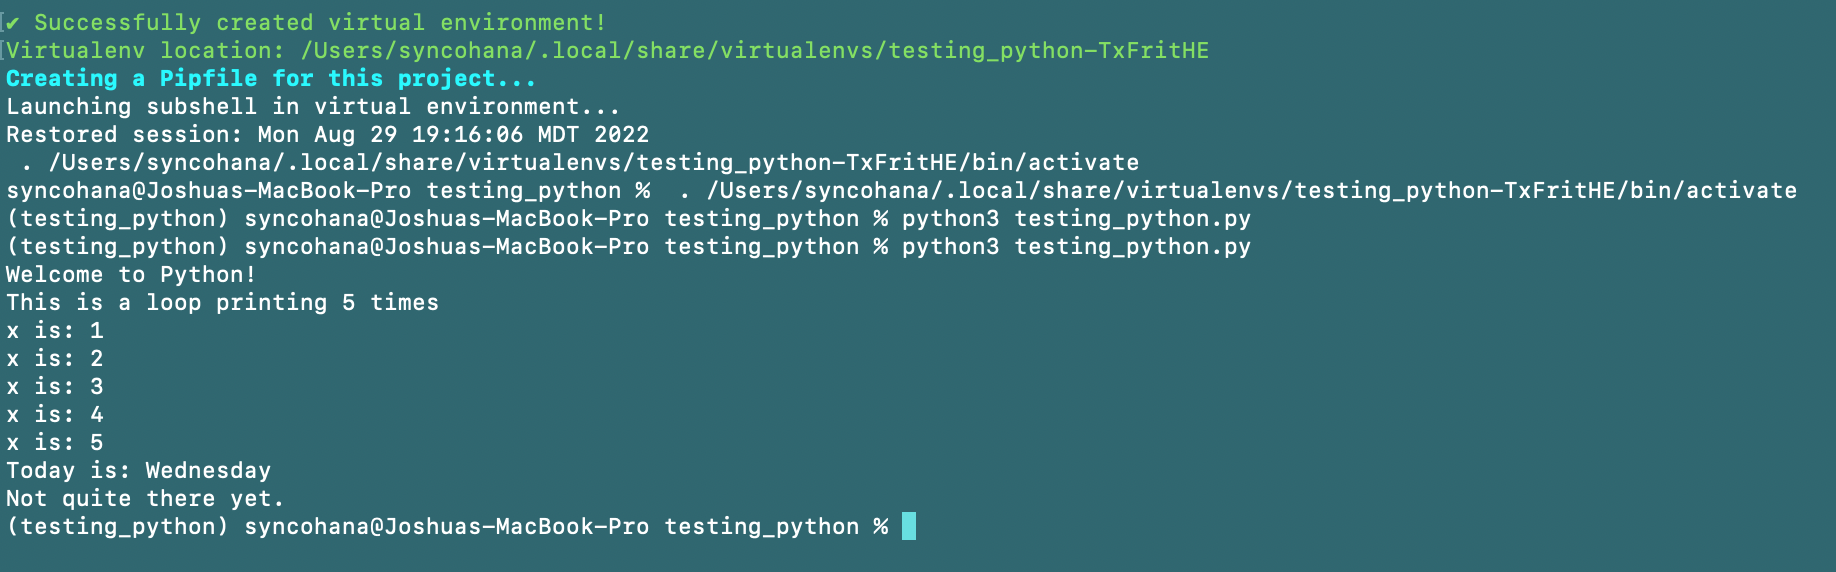 ✔ Successfully created virtual environment!
Virtualenv location: /Users/syncohana/.local/share/virtualenvs/testing_python-TxFritHE
Creating a Pipfile for this project...
Launching subshell in virtual environment...
Restored session: Mon Aug 29 19:16:06 MDT 2022
 . /Users/syncohana/.local/share/virtualenvs/testing_python-TxFritHE/bin/activate
syncohana@Joshuas-MacBook-Pro testing_python %  . /Users/syncohana/.local/share/virtualenvs/testing_python-TxFritHE/bin/activate
(testing_python) syncohana@Joshuas-MacBook-Pro testing_python % python3 testing_python.py
(testing_python) syncohana@Joshuas-MacBook-Pro testing_python % python3 testing_python.py
Welcome to Python!
This is a loop printing 5 times
x is: 1
x is: 2
x is: 3
x is: 4
x is: 5
Today is: Wednesday
Not quite there yet.
(testing_python) syncohana@Joshuas-MacBook-Pro testing_python %